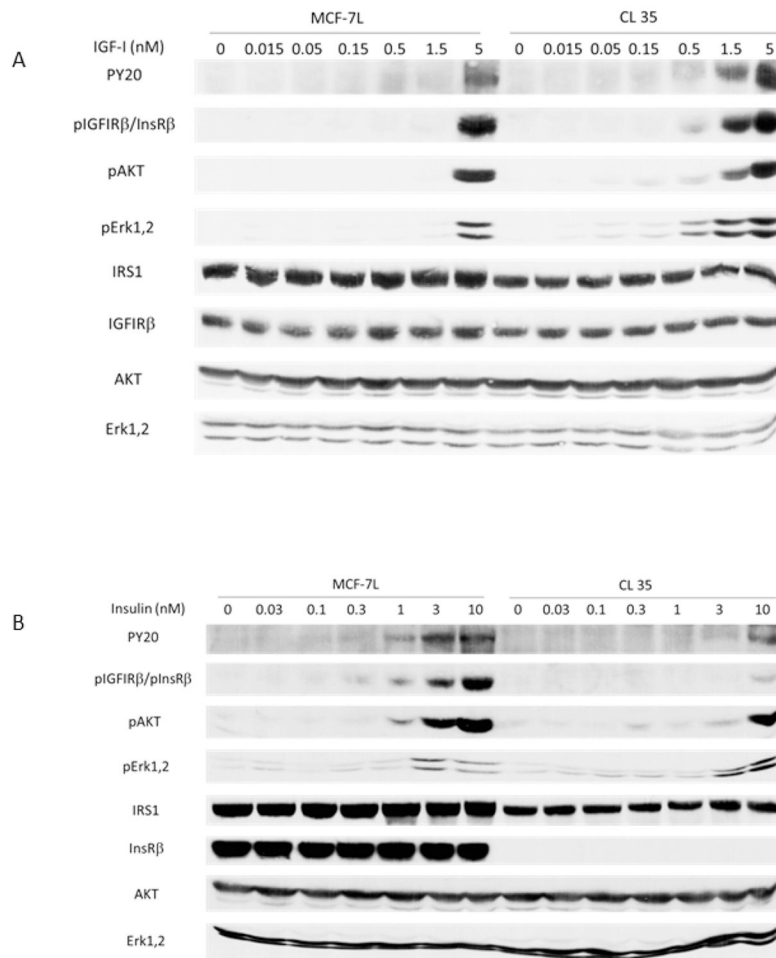 MCF-7L CL 35
A IGF-I (nM) 0 0.015 0.05 0.15 0.5 1.5 5 0 0.015 0.05 0.15 0.5 1.5 5
PY20
pIGFIRβ/InsRβ
pAKT
pErk1,2
IRS1
IGFIRβ
AKT
Erk1,2
MCF-7L CL 35
B Insulin (nM) 0 0.03 0.1 0.3 1 3 10 0 0.03 0.1 0.3 1 3 10
PY20
pIGFIRβ/pInsRβ
pAKT
pErk1,2
IRS1
InsRβ
AKT
Erk1,2